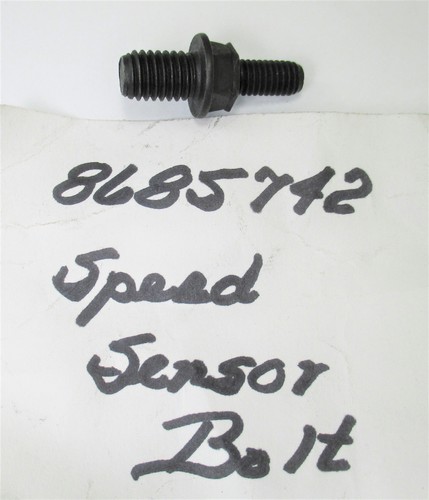 8685742
Speed
Sensor
Bolt